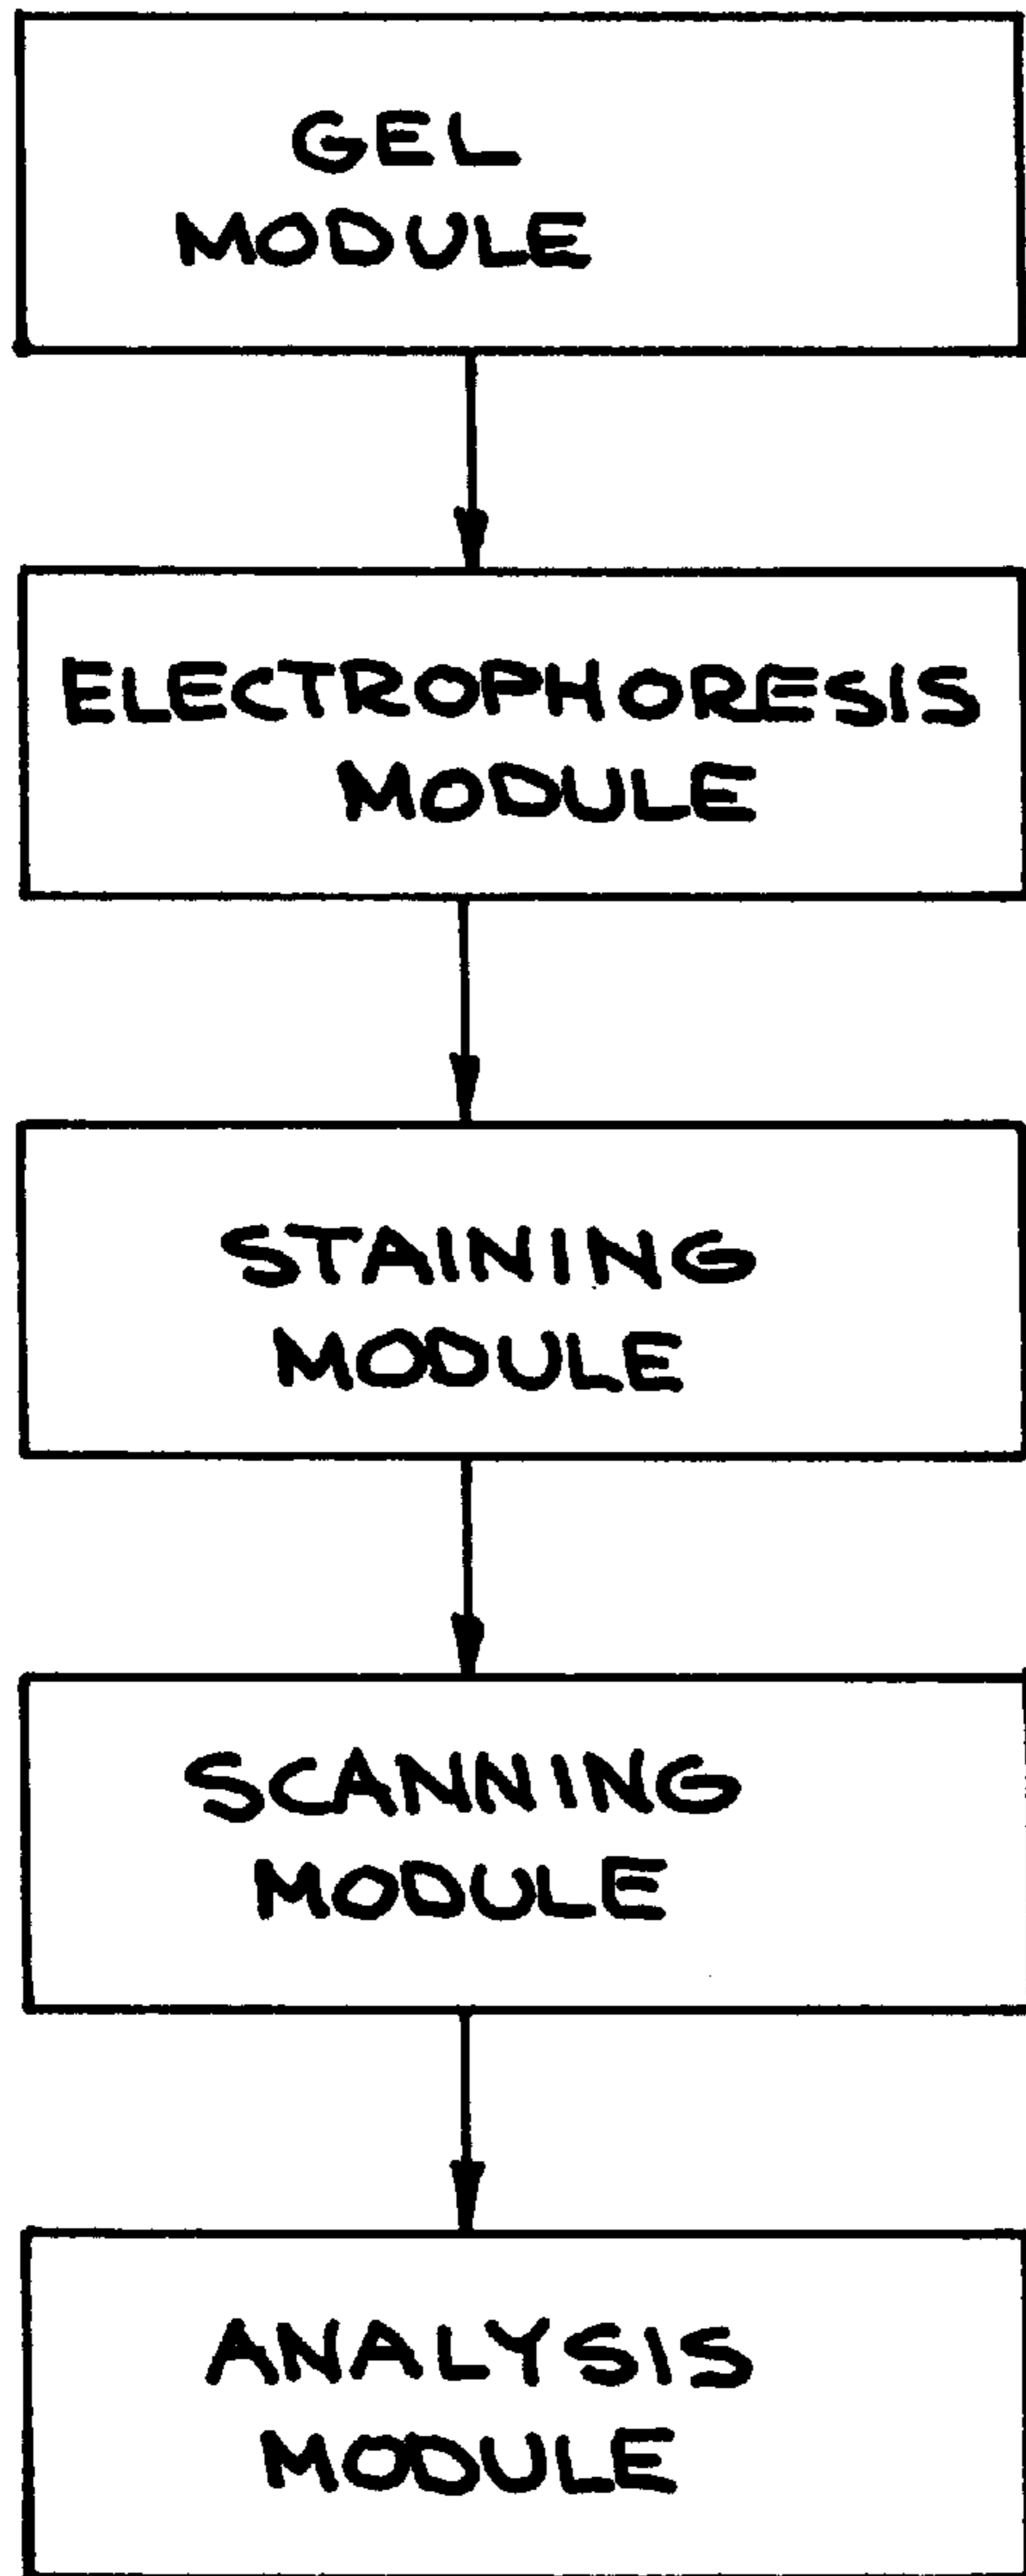 GEL
MODULE
ELECTROPHORESIS
MODULE
STAINING
MODULE
SCANNING
MODULE
ANALYSIS
MODULE